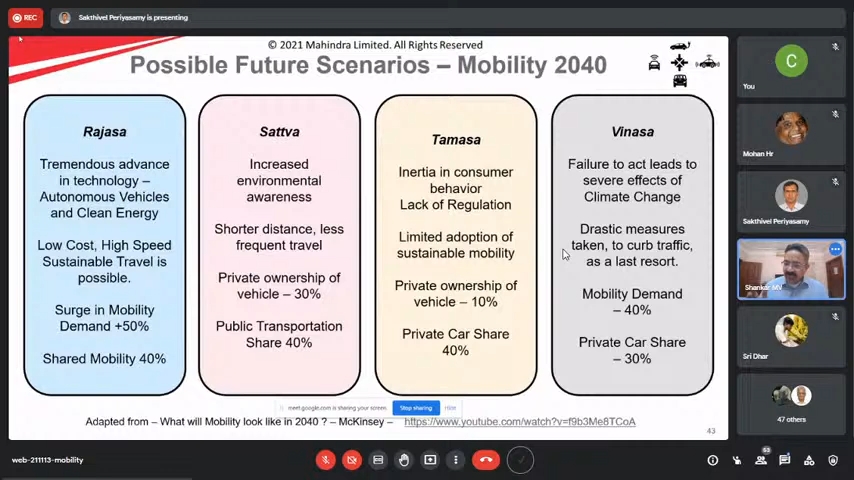 REC
Sakthivel Periyasamy is presenting
© 2021 Mahindra Limited. All Rights Reserved
Possible Future Scenarios – Mobility 2040
Rajasa
Tremendous advance
in technology –
Autonomous Vehicles
and Clean Energy
Low Cost, High Speed
Sustainable Travel is
possible.
Surge in Mobility
Demand +50%
Shared Mobility 40%
Sattva
Increased
environmental
awareness
Shorter distance, less
frequent travel
Private ownership of
vehicle – 30%
Public Transportation
Share 40%
Tamasa
Inertia in consumer
behavior
Lack of Regulation
Limited adoption of
sustainable mobility
Private ownership of
vehicle – 10%
Private Car Share
40%
Vinasa
Failure to act leads to
severe effects of
Climate Change
Drastic measures
taken, to curb traffic,
as a last resort.
Mobility Demand
– 40%
Private Car Share
– 30%
meet.google.com is sharing your screen.
Stop sharing
Hide
Adapted from – What will Mobility look like in 2040 ? – McKinsey – https://www.youtube.com/watch?v=f9b3Me8TCoA
43
C
You
Mohan Hr
Sakthivel Periyasamy
Shankar MV
Sri Dhar
47 others
web-211113-mobility
53